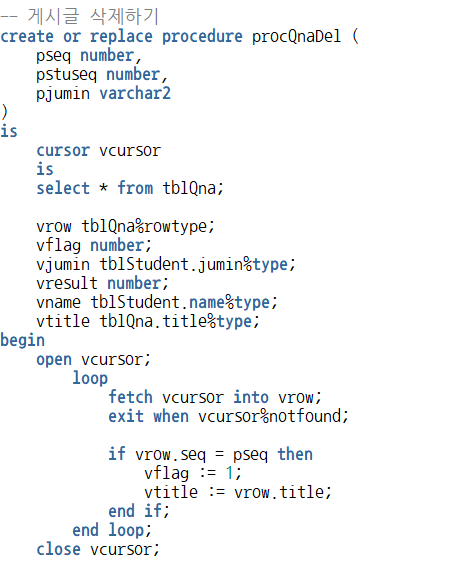 -- 게시글 삭제하기
create or replace procedure procQnaDel (
    pseq number,
    pstuseq number,
    pjumin varchar2
)
is
    cursor vcursor
    is
    select * from tblQna;

    vrow tblQna%rowtype;
    vflag number;
    vjumin tblStudent.jumin%type;
    vresult number;
    vname tblStudent.name%type;
    vtitle tblQna.title%type;
begin
    open vcursor;
        loop
            fetch vcursor into vrow;
            exit when vcursor%notfound;

            if vrow.seq = pseq then
                vflag := 1;
                vtitle := vrow.title;
            end if;
        end loop;
    close vcursor;